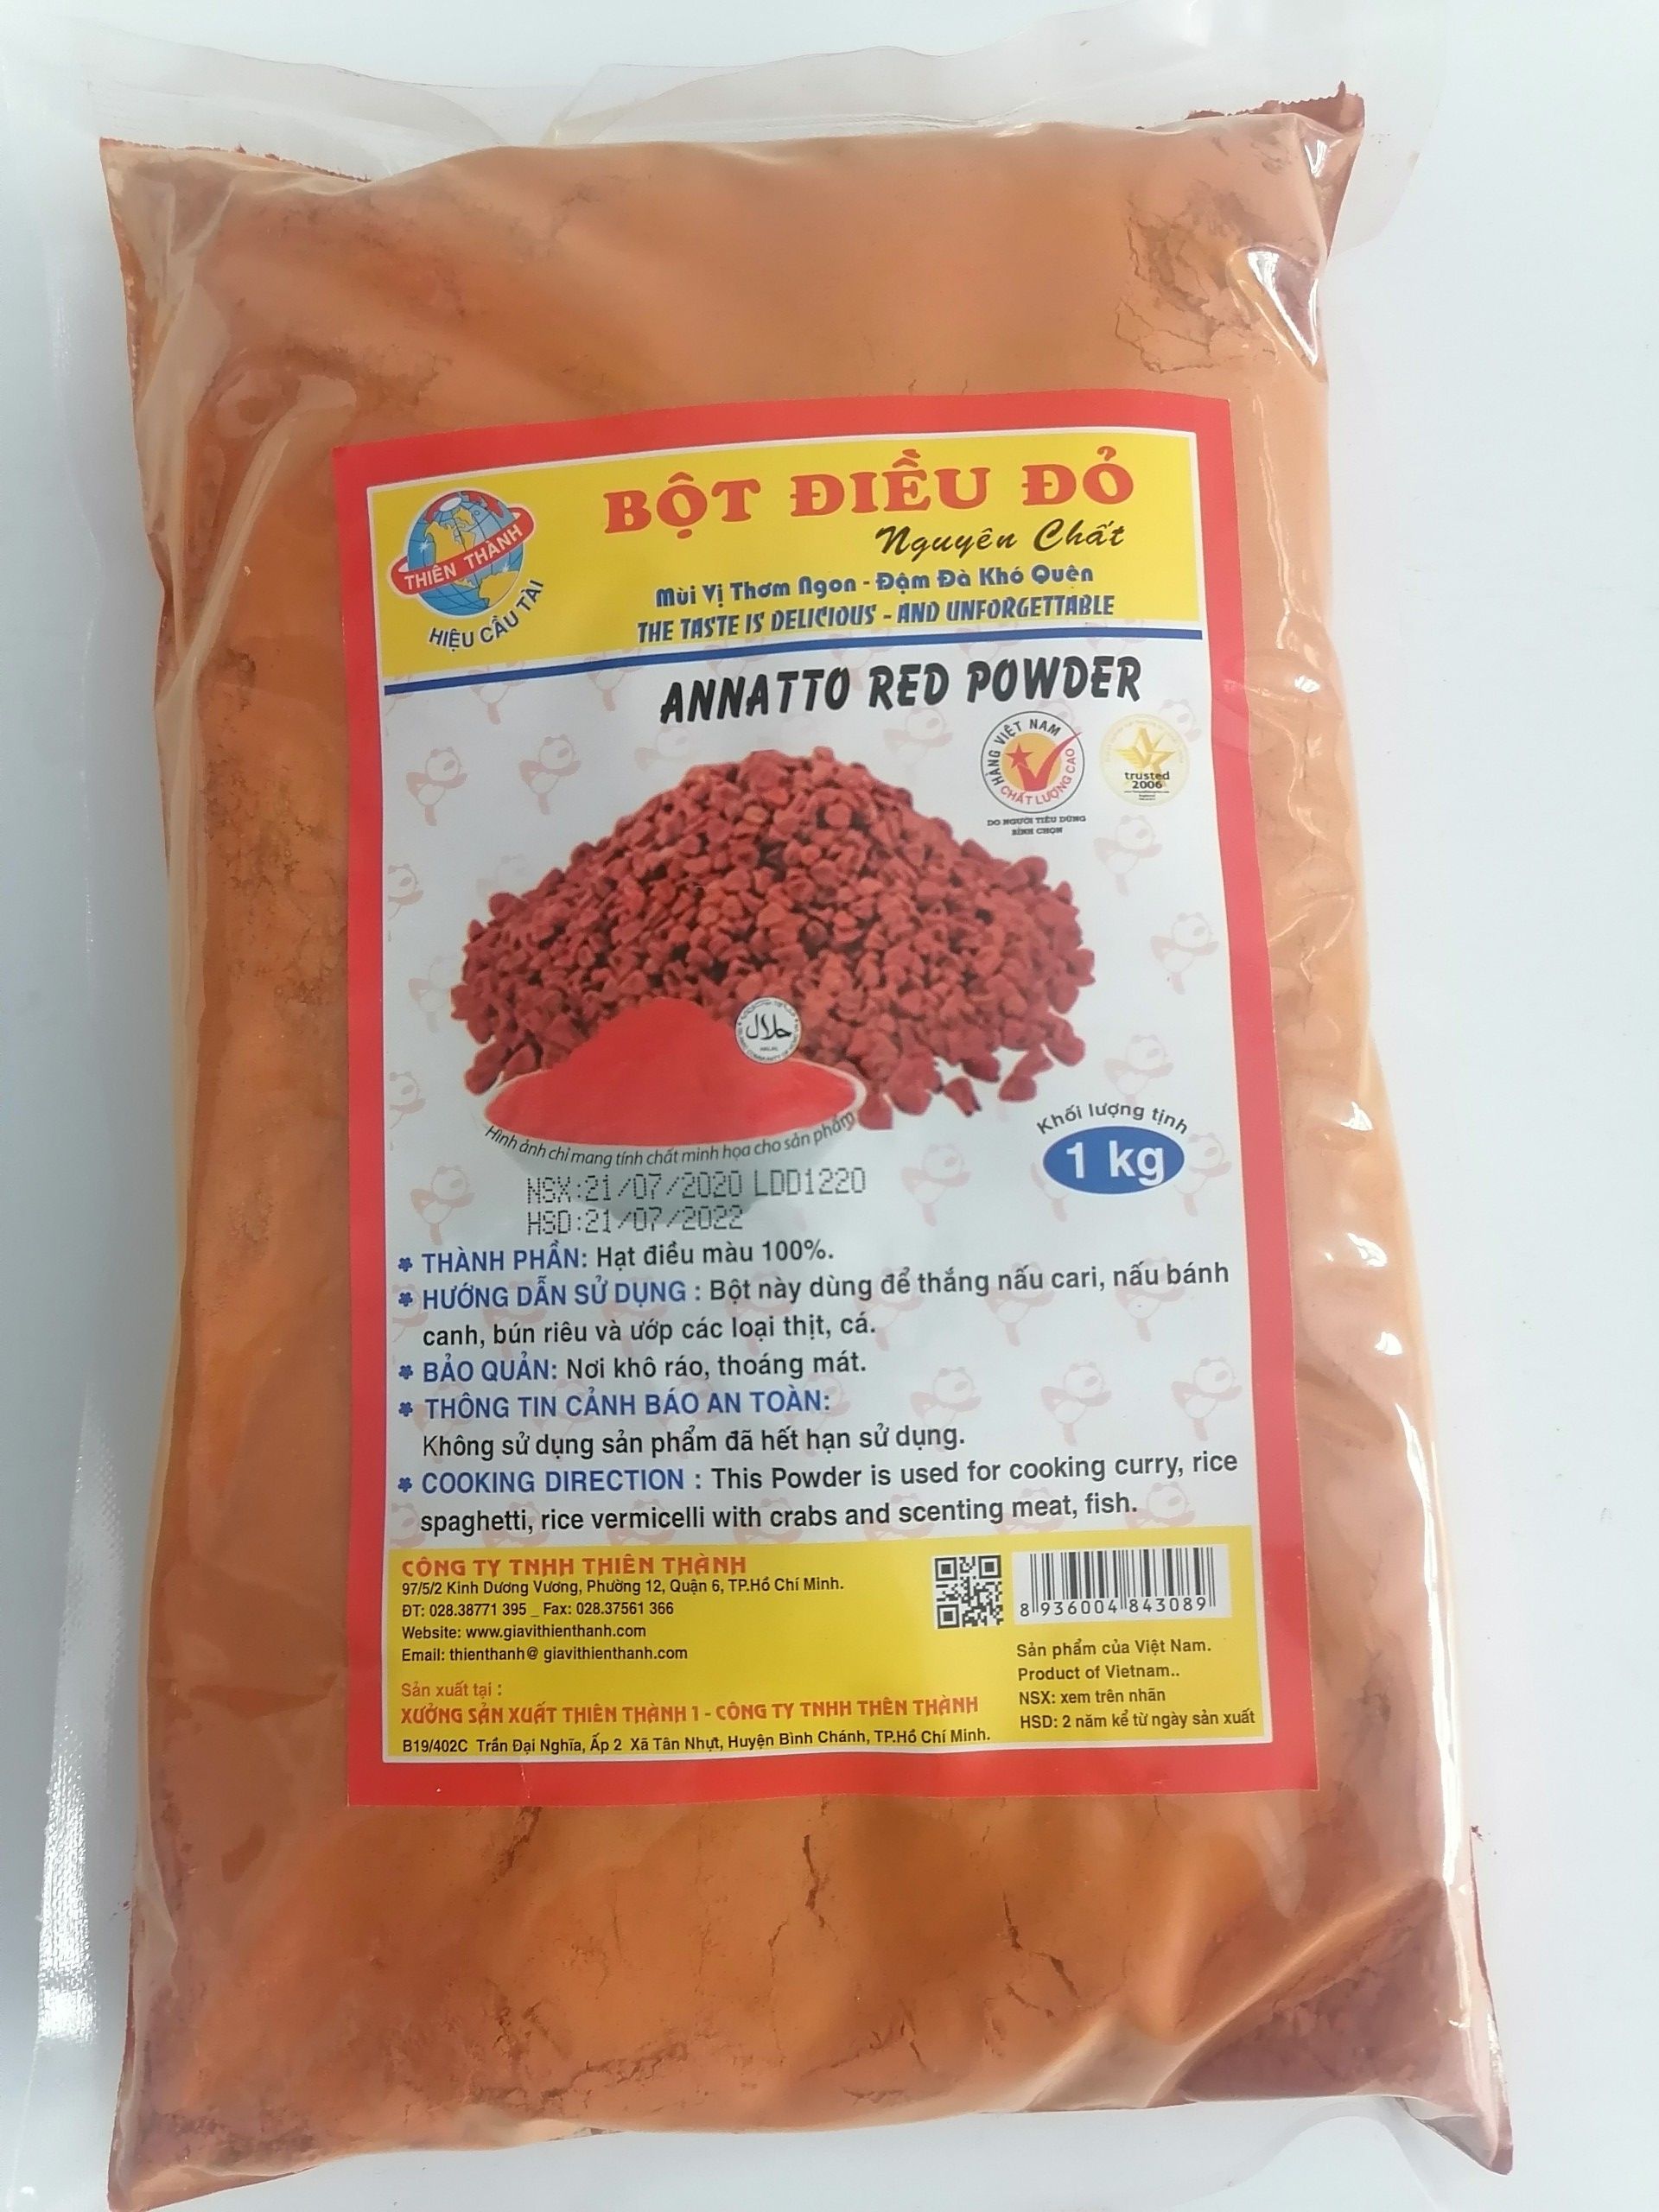 THIÊN THÀNH
HIỆU CẦU TÀI
BỘT ĐIỀU ĐỎ
Nguyên Chất
Mùi Vị Thơm Ngon - Đậm Đà Khó Quên
THE TASTE IS DELICIOUS - AND UNFORGETTABLE
ANNATTO RED POWDER
HÀNG VIỆT NAM
CHẤT LƯỢNG CAO
DO NGƯỜI TIÊU DÙNG
BÌNH CHỌN
trusted
2006
حلال
HALAL
Hình ảnh chỉ mang tính chất minh họa cho sản phẩm
Khối lượng tịnh
1 kg
NSX:21/07/2020 LDD1220
HSD:21/07/2022
THÀNH PHẦN: Hạt điều màu 100%.
HƯỚNG DẪN SỬ DỤNG : Bột này dùng để thắng nấu cari, nấu bánh
canh, bún riêu và ướp các loại thịt, cá.
BẢO QUẢN: Nơi khô ráo, thoáng mát.
THÔNG TIN CẢNH BÁO AN TOÀN:
Không sử dụng sản phẩm đã hết hạn sử dụng.
COOKING DIRECTION : This Powder is used for cooking curry, rice
spaghetti, rice vermicelli with crabs and scenting meat, fish.
CÔNG TY TNHH THIÊN THÀNH
97/5/2 Kinh Dương Vương, Phường 12, Quận 6, TP.Hồ Chí Minh.
ĐT: 028.38771 395 _ Fax: 028.37561 366
Website: www.giavithienthanh.com
Email: thienthanh@ giavithienthanh.com
Sản xuất tại :
XƯỞNG SẢN XUẤT THIÊN THÀNH 1 - CÔNG TY TNHH THÊN THÀNH
B19/402C Trần Đại Nghĩa, Ấp 2 Xã Tân Nhựt, Huyện Bình Chánh, TP.Hồ Chí Minh.
8 936004 843089
Sản phẩm của Việt Nam.
Product of Vietnam..
NSX: xem trên nhãn
HSD: 2 năm kể từ ngày sản xuất